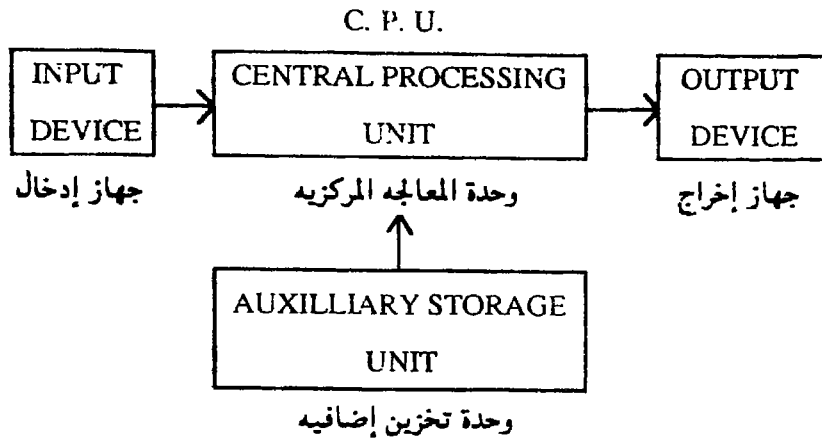 C. P. U.
INPUT
DEVICE
جهاز إدخال
CENTRAL PROCESSING
UNIT
وحدة المعالجه المركزيه
OUTPUT
DEVICE
جهاز إخراج
AUXILLIARY STORAGE
UNIT
وحدة تخزين إضافيه